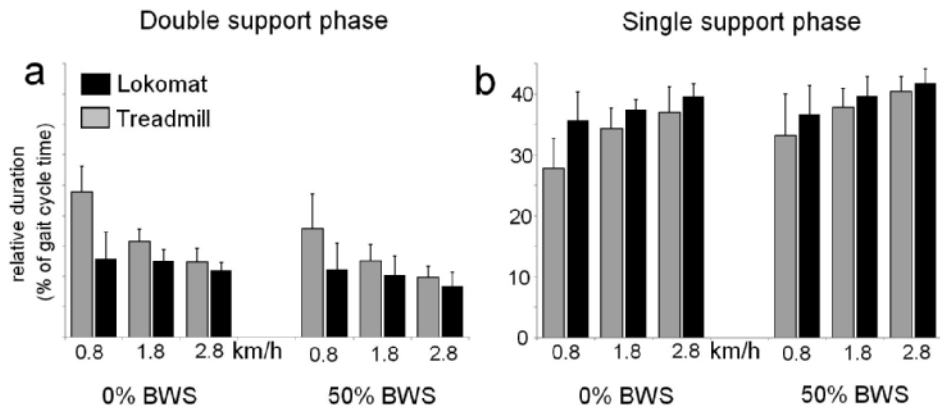 Double support phase
Single support phase
a
Lokomat
Treadmill
relative duration
(% of gait cycle time)
0.8 1.8 2.8 km/h 0.8 1.8 2.8
0% BWS 50% BWS
b
40
30
20
10
0
0.8 1.8 2.8 km/h 0.8 1.8 2.8
0% BWS 50% BWS